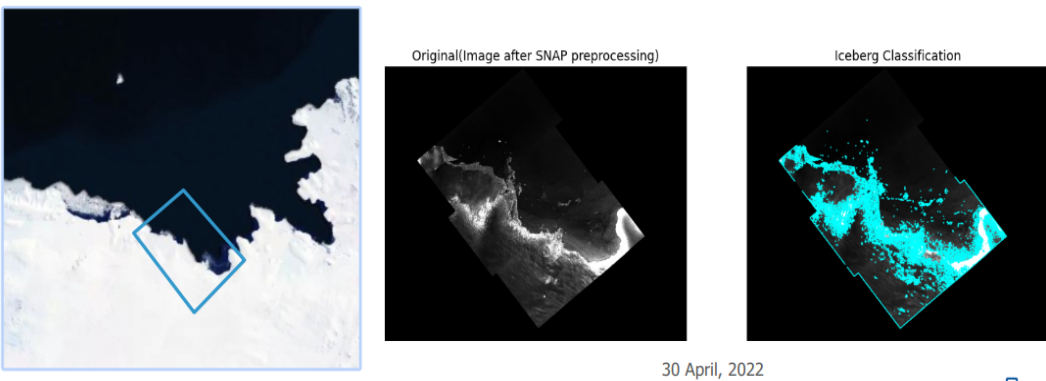 Original(Image after SNAP preprocessing)
Iceberg Classification
30 April, 2022